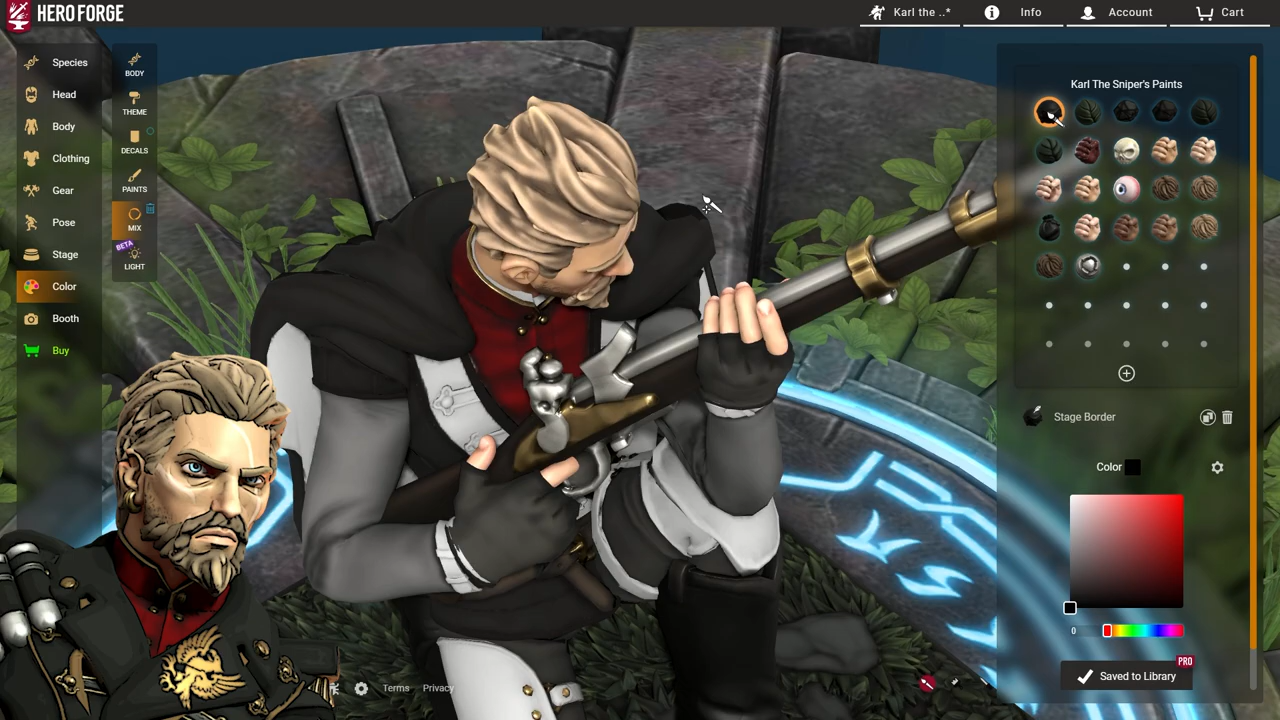 HERO FORGE
Karl the ..*
Info
Account
Cart
Species
Head
Body
Clothing
Gear
Pose
Stage
Color
Booth
Buy
BODY
THEME
DECALS
PAINTS
MIX
BETA
LIGHT
Karl The Sniper's Paints
Stage Border
Color
0
PRO
Saved to Library
Terms
Privacy